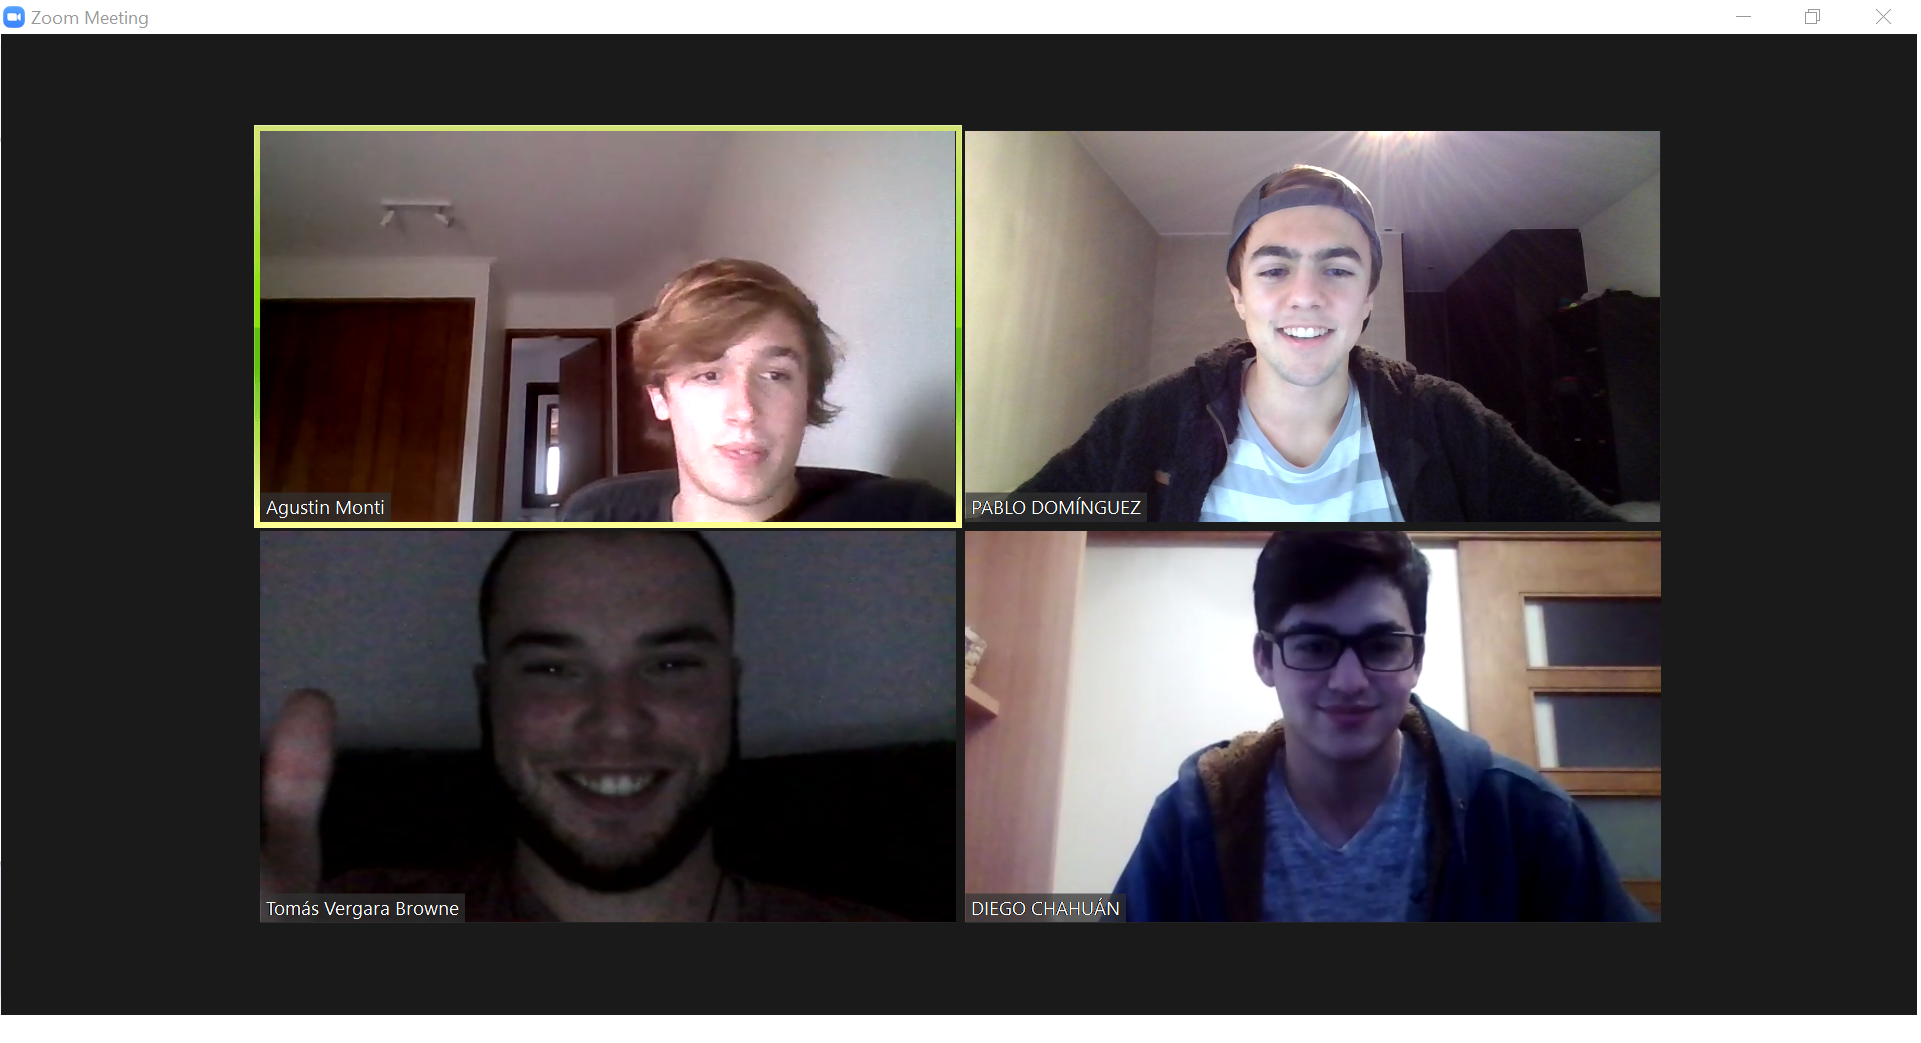 Zoom Meeting
Agustin Monti
PABLO DOMÍNGUEZ
Tomás Vergara Browne
DIEGO CHAHUÁN